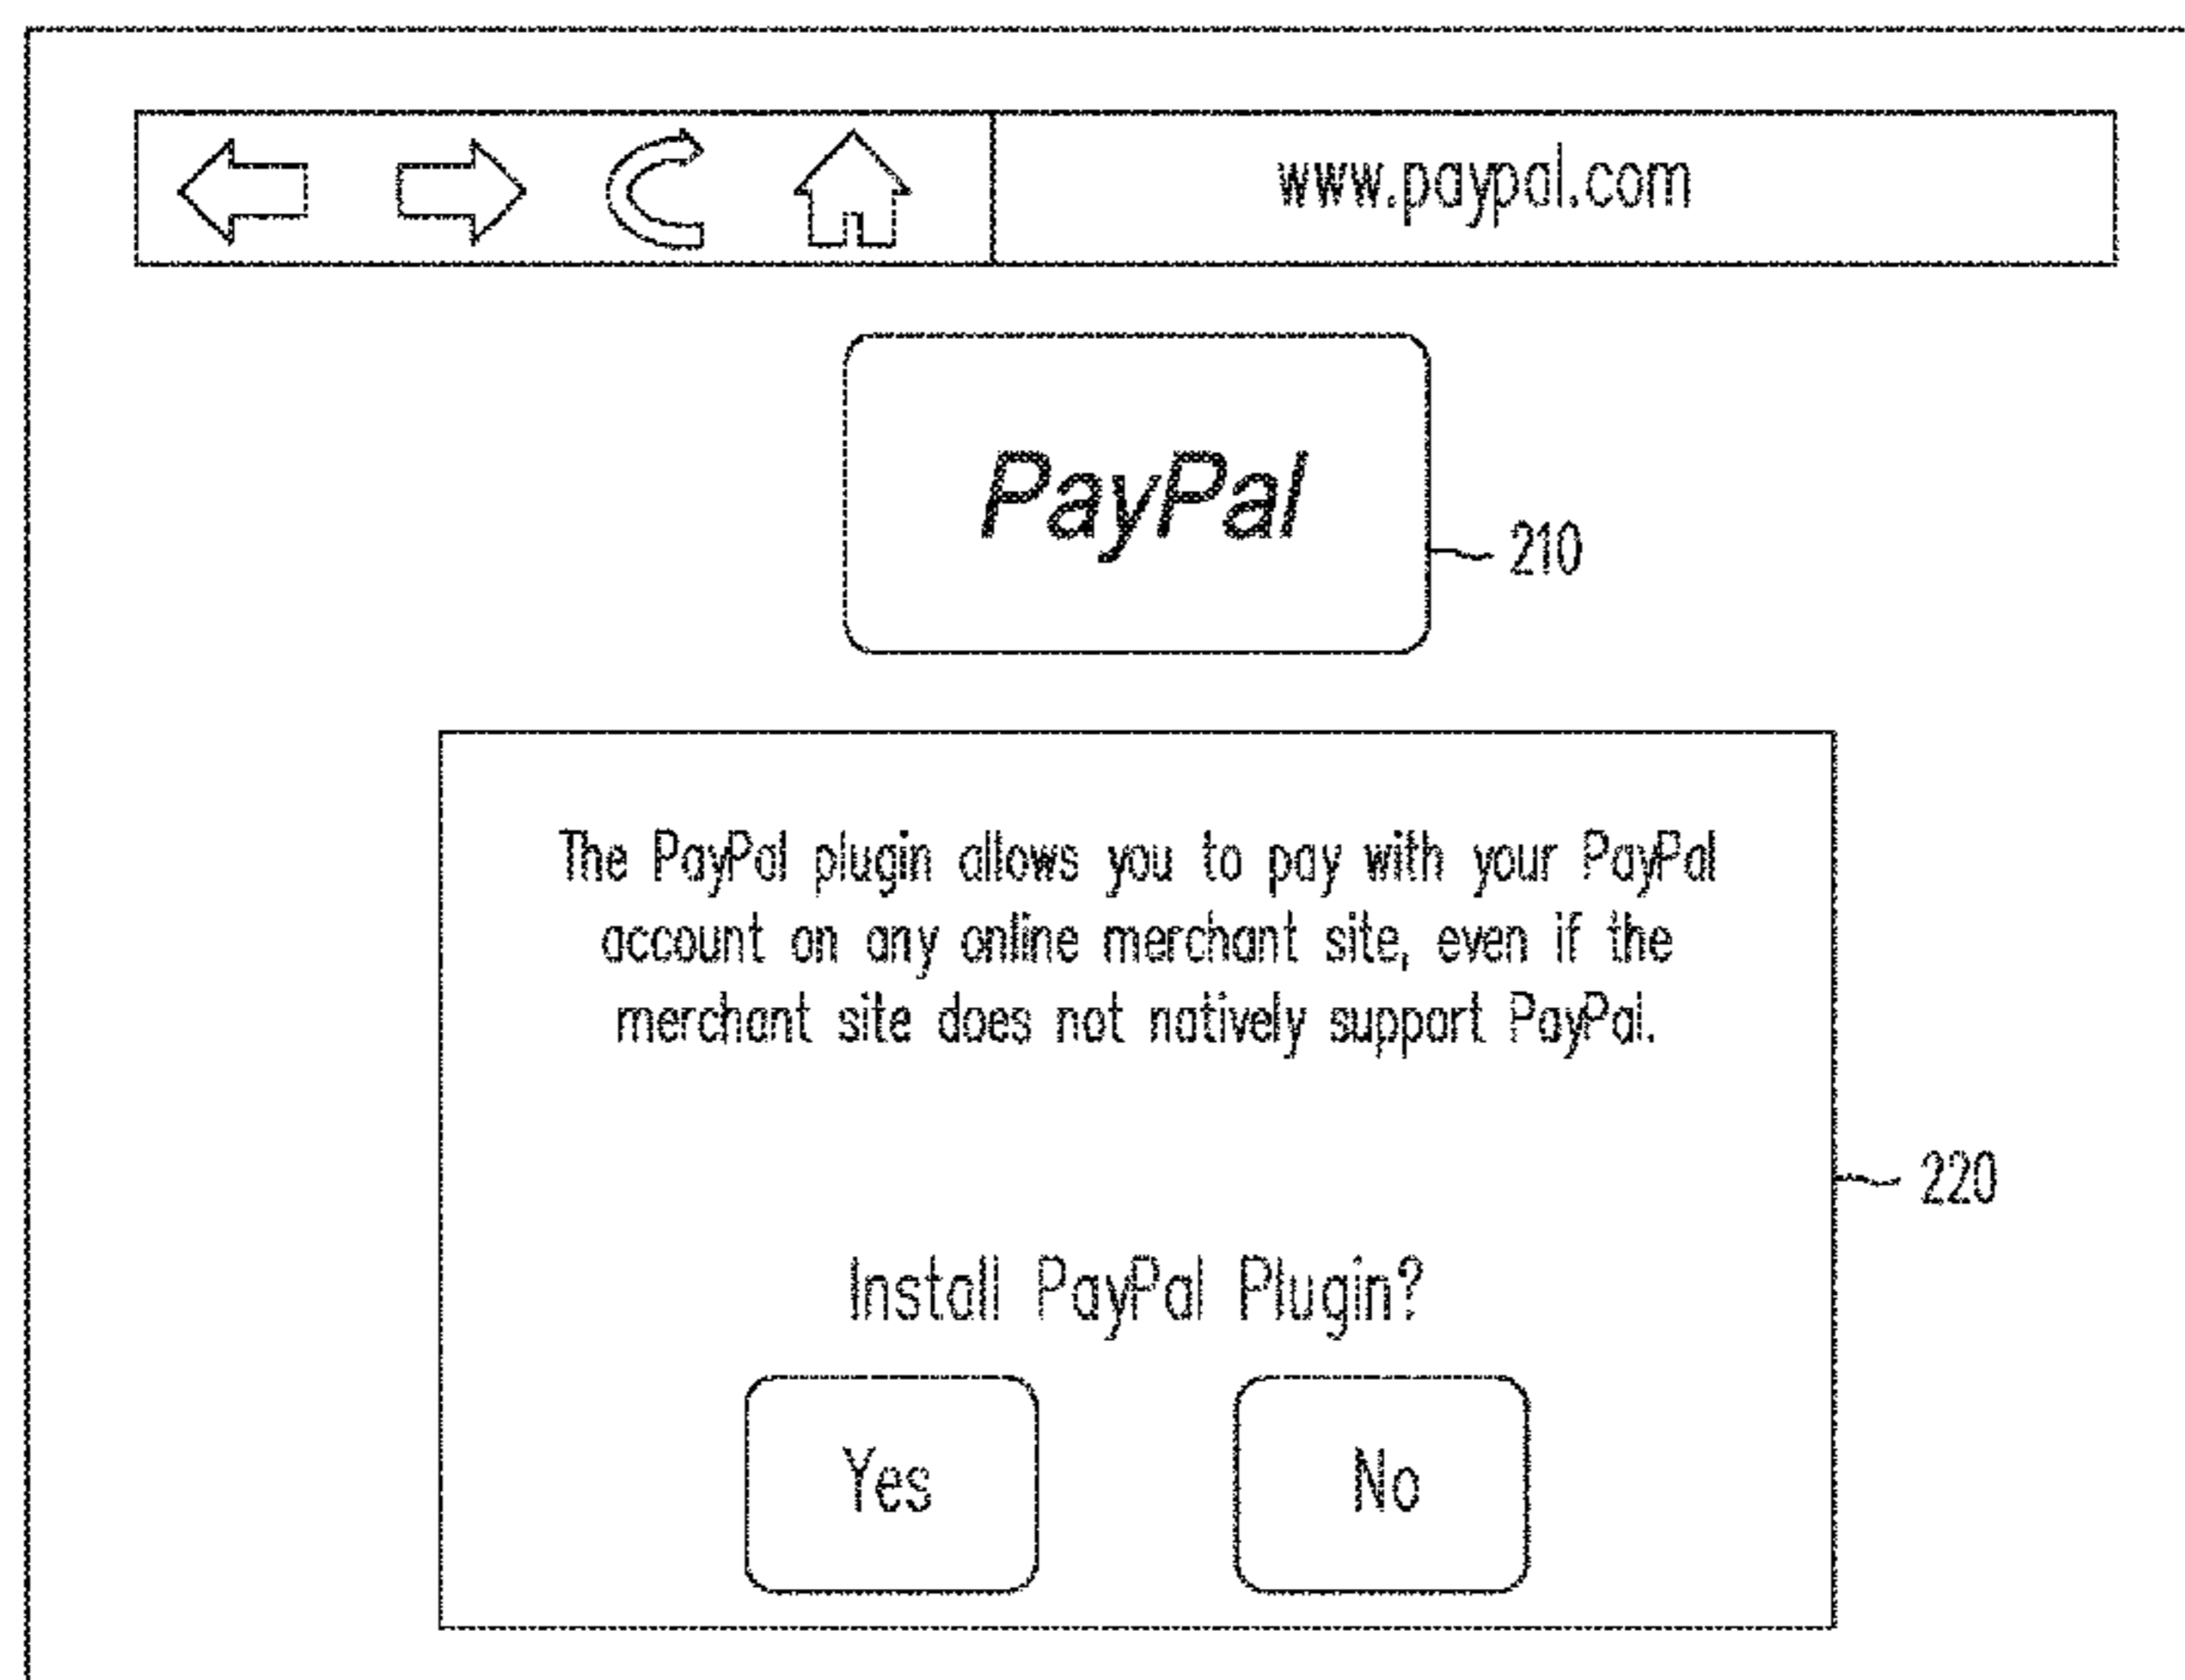 www.paypal.com
PayPal
210
The PayPal plugin allows you to pay with your PayPal
account on any online merchant site, even if the
merchant site does not natively support PayPal.
220
Install PayPal Plugin?
Yes No